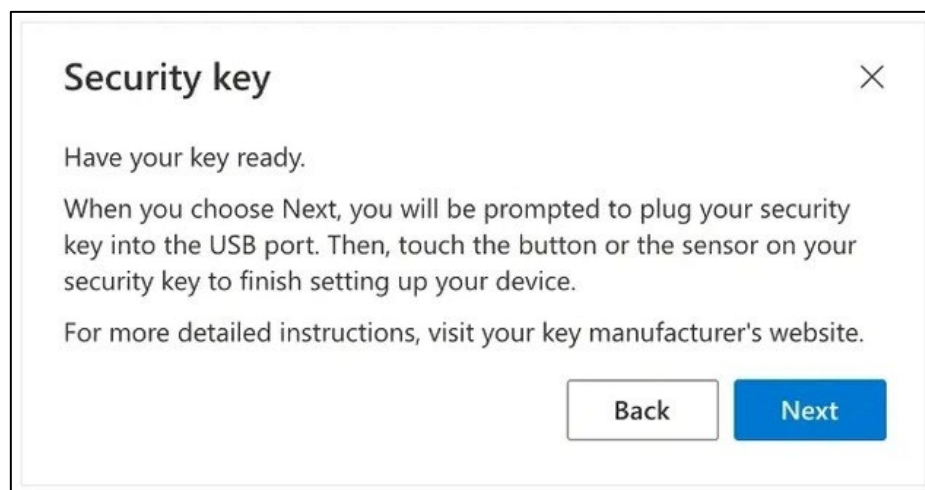 Security key
Have your key ready.
When you choose Next, you will be prompted to plug your security
key into the USB port. Then, touch the button or the sensor on your
security key to finish setting up your device.
For more detailed instructions, visit your key manufacturer's website.
Back
Next